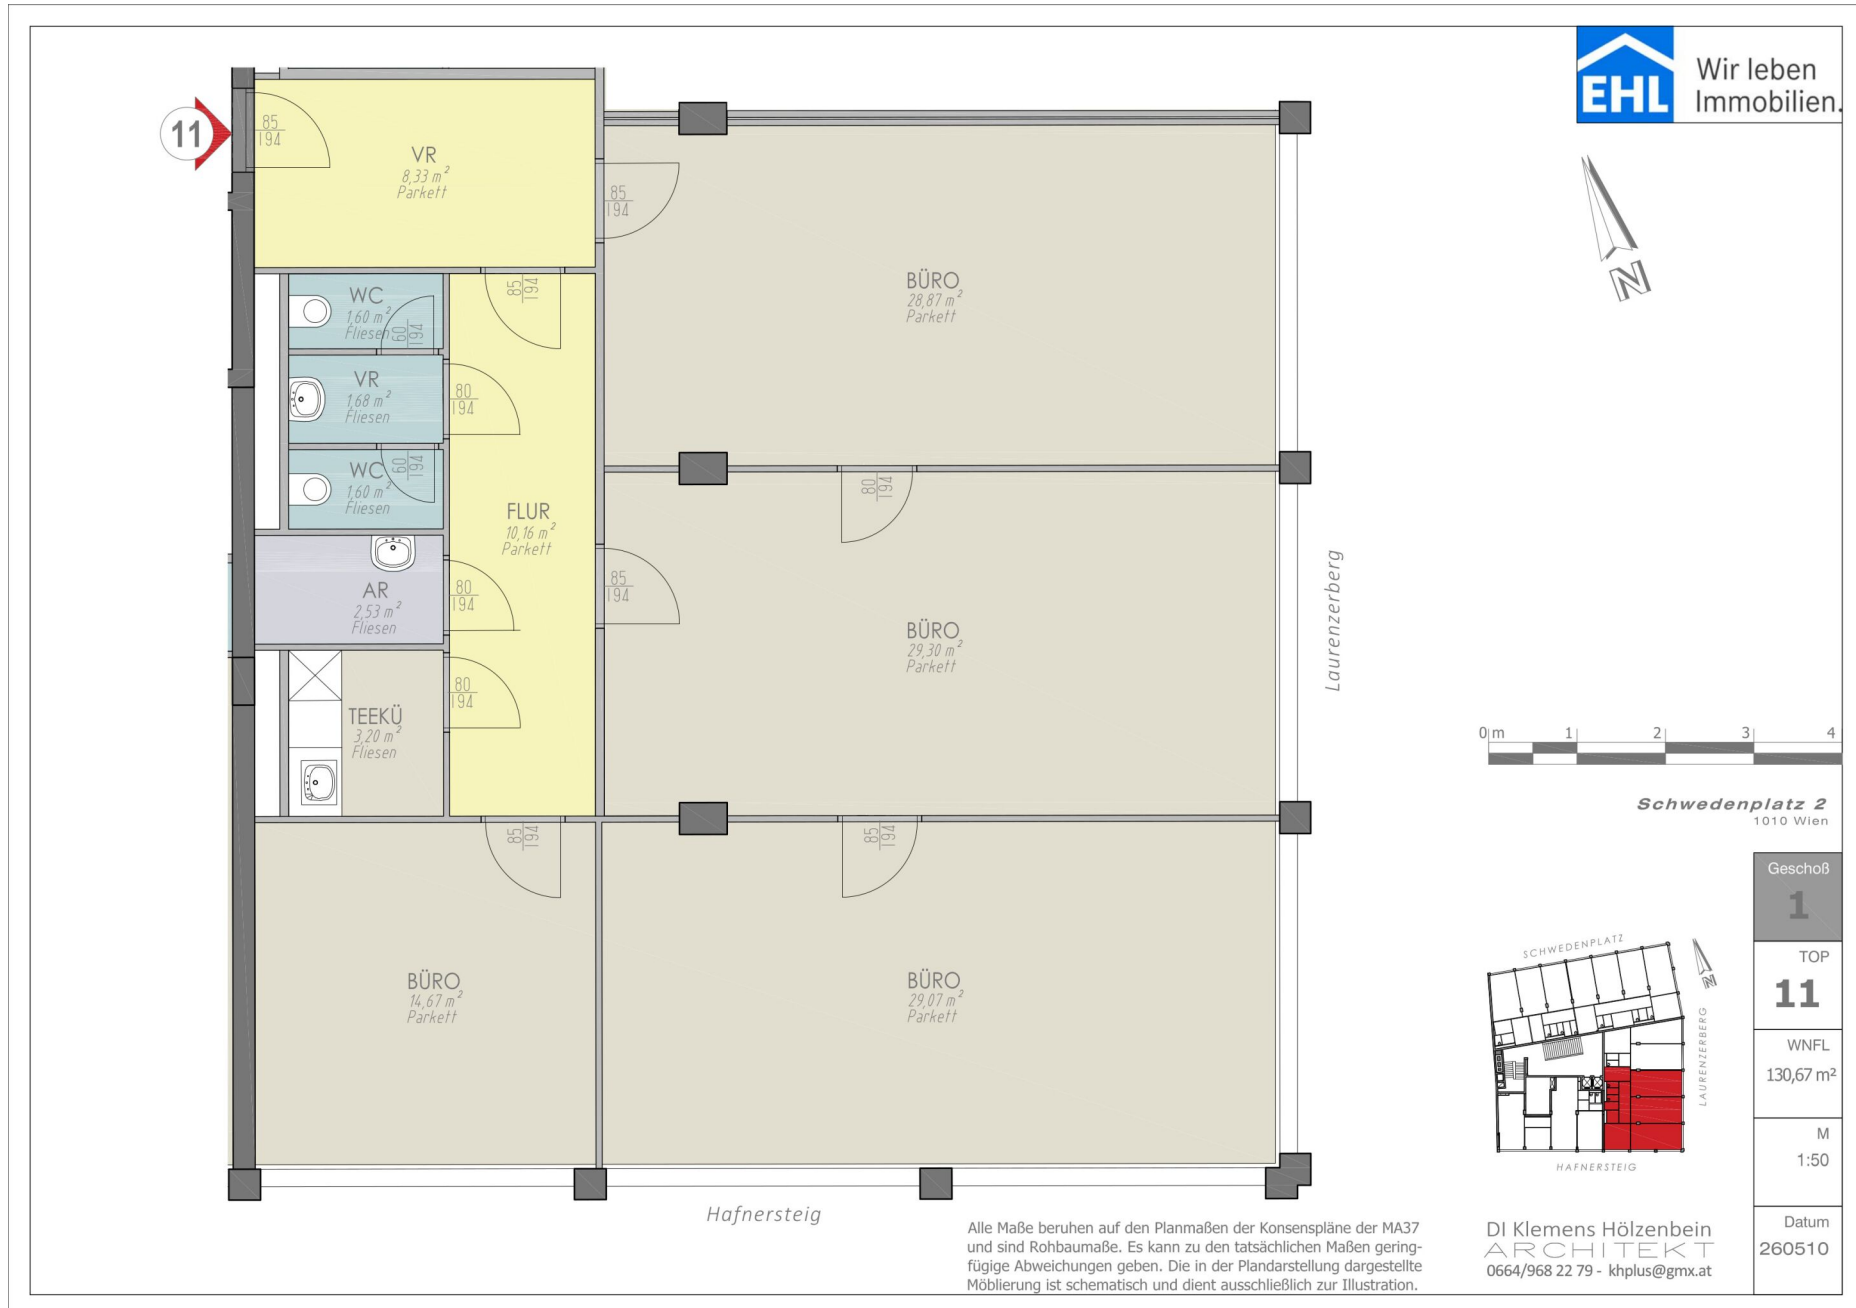 EHL
Wir leben
Immobilien.
11
85
194
VR
8,33 m²
Parkett
85
194
BÜRO
28,87 m²
Parkett
N
85
194
WC
1,60 m²
Fliesen
60
194
VR
1,68 m²
Fliesen
80
194
WC
1,60 m²
Fliesen
60
194
FLUR
10,16 m²
Parkett
80
194
AR
2,53 m²
Fliesen
80
194
85
194
BÜRO
29,30 m²
Parkett
Laurenzerberg
TEEKÜ
3,20 m²
Fliesen
80
194
85
194
85
194
BÜRO
14,67 m²
Parkett
BÜRO
29,07 m²
Parkett
Hafnersteig
0 m 1 2 3 4
Schwedenplatz 2
1010 Wien
Geschoß
1
TOP
11
WNFL
130,67 m²
M
1:50
Datum
260510
SCHWEDENPLATZ
N
LAURENZERBERG
HAFNERSTEIG
DI Klemens Hölzenbein
ARCHITEKT
0664/968 22 79 - khplus@gmx.at
Alle Maße beruhen auf den Planmaßen der Konsenspläne der MA37
und sind Rohbaumaße. Es kann zu den tatsächlichen Maßen gering-
fügige Abweichungen geben. Die in der Plandarstellung dargestellte
Möblierung ist schematisch und dient ausschließlich zur Illustration.